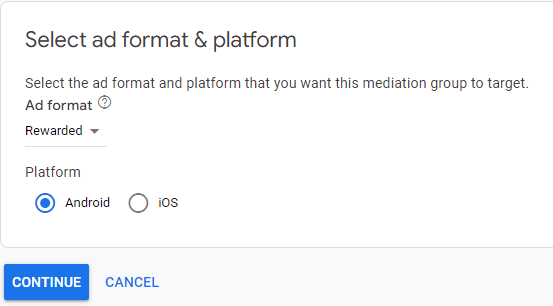 Select ad format & platform
Select the ad format and platform that you want this mediation group to target.
Ad format ?
Rewarded
Platform
Android iOS
CONTINUE CANCEL